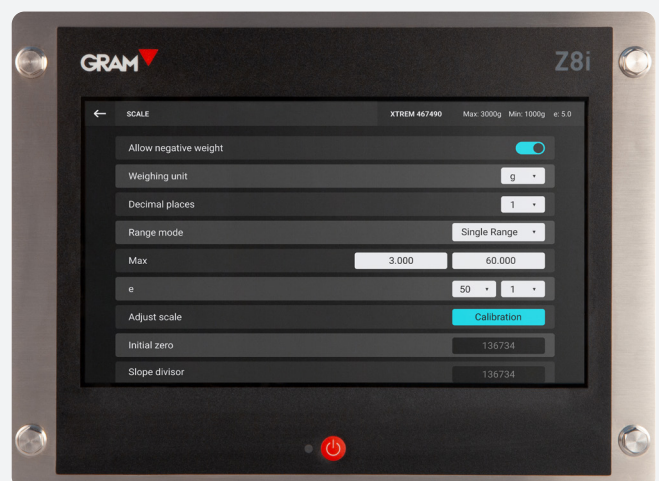 GRAM
Z8i
SCALE XTREM 467490 Max: 3000g Min: 1000g e: 5.0
Allow negative weight
Weighing unit g
Decimal places 1
Range mode Single Range
Max 3.000 60.000
e 50 1
Adjust scale Calibration
Initial zero 136734
Slope divisor 136734